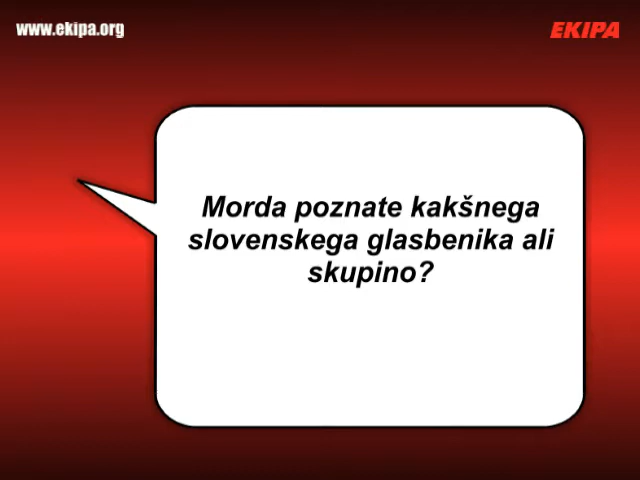 www.ekipa.org
EKIPA
Morda poznate kakšnega
slovenskega glasbenika ali
skupino?